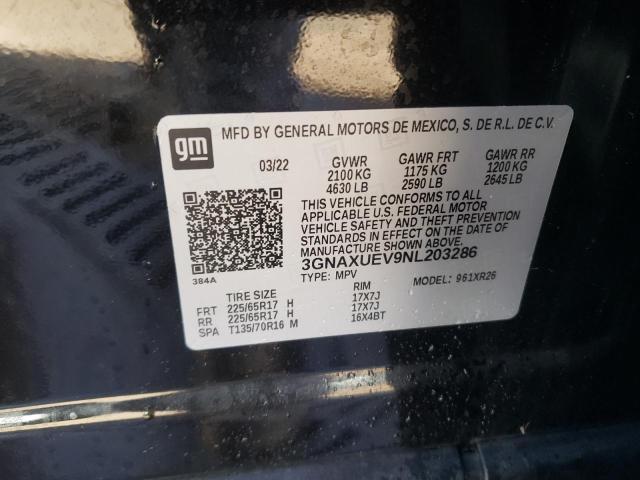 gm
MFD BY GENERAL MOTORS DE MEXICO, S. DE R.L. DE C.V.
03/22 GVWR GAWR FRT GAWR RR
2100 KG 1175 KG 1200 KG
4630 LB 2590 LB 2645 LB
THIS VEHICLE CONFORMS TO ALL
APPLICABLE U.S. FEDERAL MOTOR
VEHICLE SAFETY AND THEFT PREVENTION
STANDARDS IN EFFECT ON THE DATE OF
MANUFACTURE SHOWN ABOVE.
3GNAXUEV9NL203286
384A
TYPE: MPV MODEL: 961XR26
TIRE SIZE RIM
FRT 225/65R17 H 17X7J
RR 225/65R17 H 17X7J
SPA T135/70R16 M 16X4BT